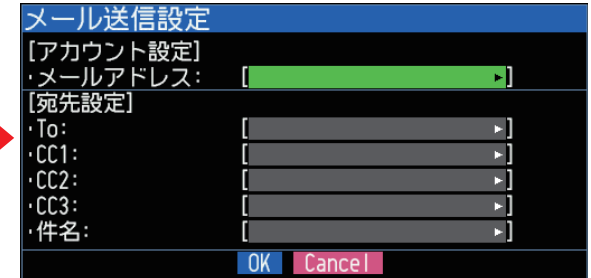 メール送信設定
[アカウント設定]
・メールアドレス: [ ▶]
[宛先設定]
・To: [ ▶]
・CC1: [ ▶]
・CC2: [ ▶]
・CC3: [ ▶]
・件名: [ ▶]
OK Cancel